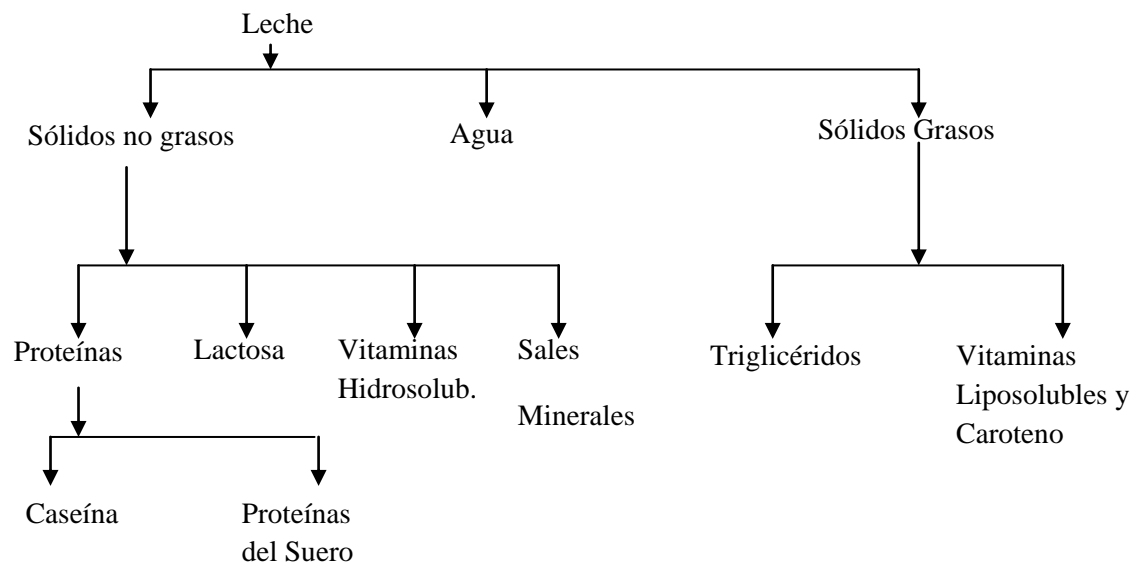 Leche
Sólidos no grasos
Agua
Sólidos Grasos
Proteínas
Lactosa
Vitaminas
Hidrosolub.
Sales
Minerales
Triglicéridos
Vitaminas
Liposolubles y
Caroteno
Caseína
Proteínas
del Suero